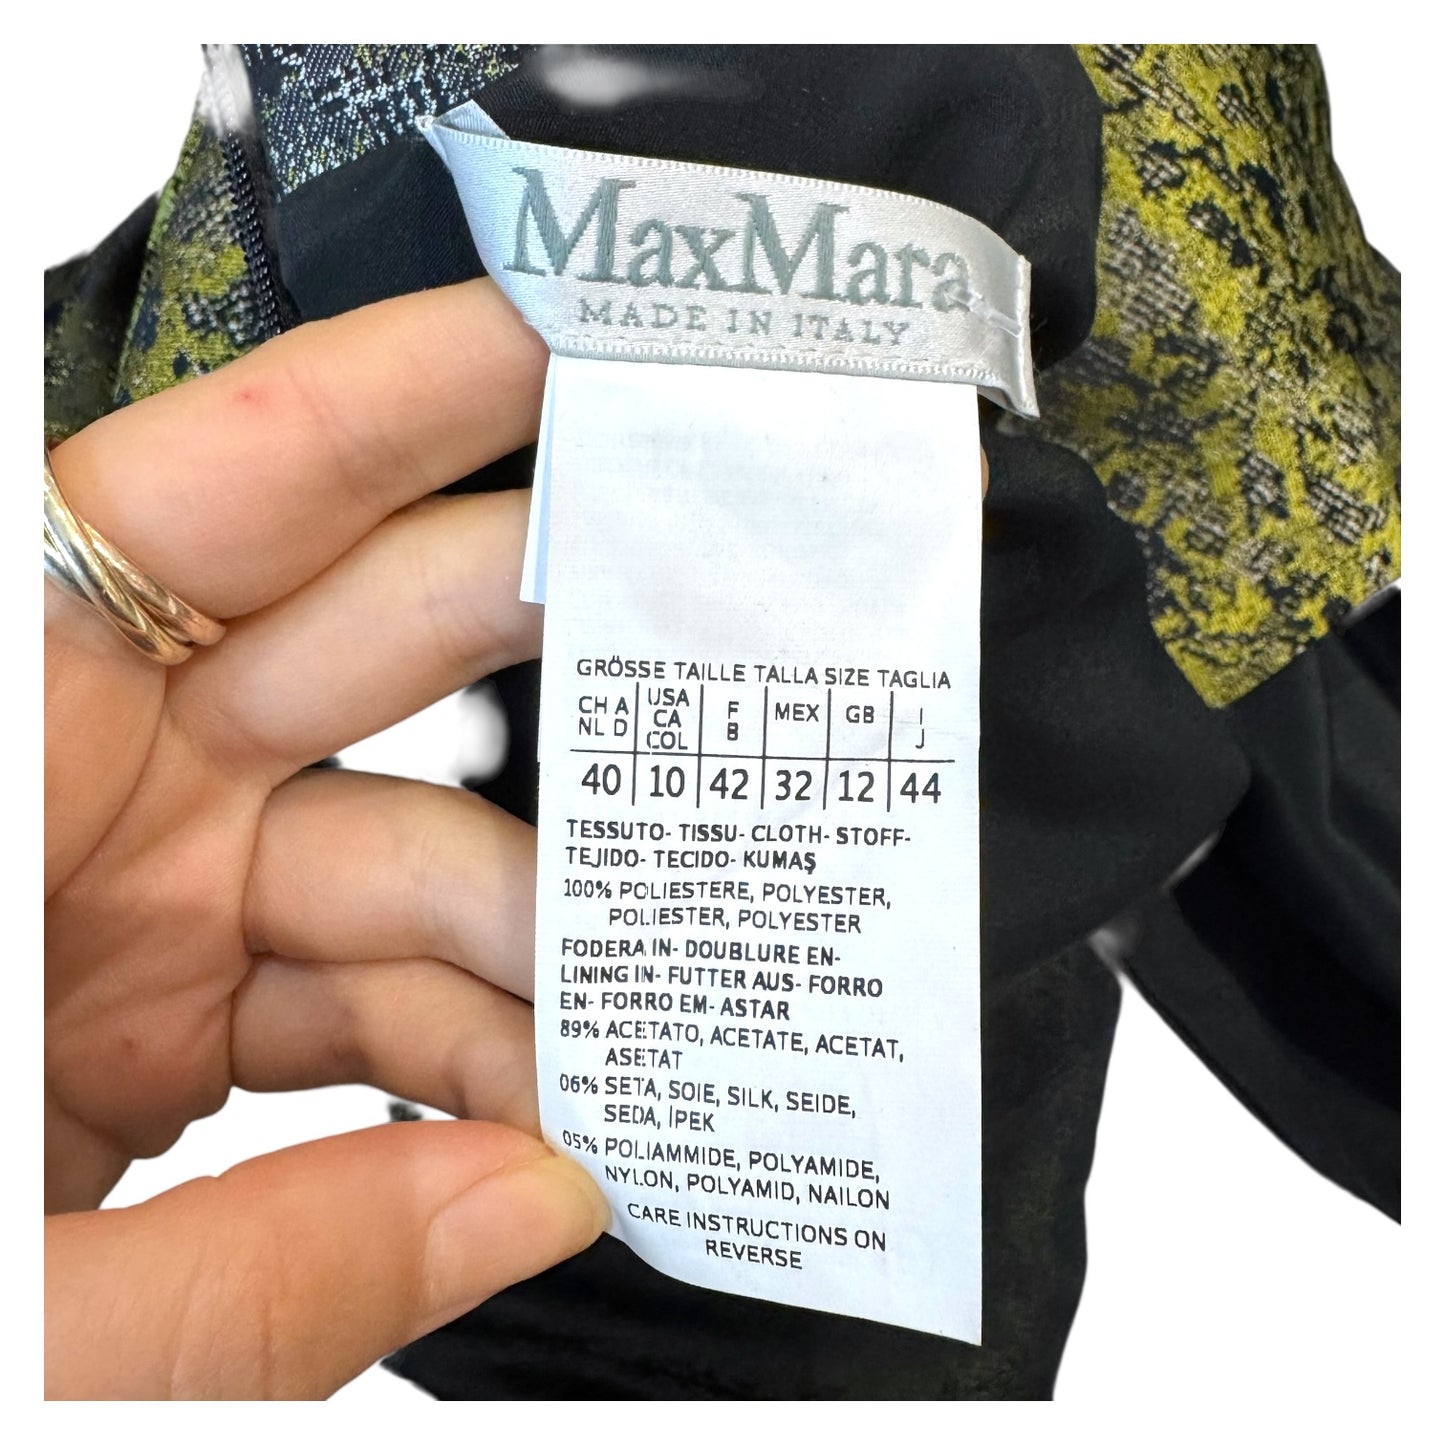 MaxMara
MADE IN ITALY
GRÖSSE TAILLE TALLA SIZE TAGLIA
CH A NL D | USA CA COL | F B | MEX | GB | I J
40 | 10 | 42 | 32 | 12 | 44
TESSUTO- TISSU- CLOTH- STOFF-
TEJIDO- TECIDO- KUMAŞ
100% POLIESTERE, POLYESTER,
POLIESTER, POLYESTER
FODERA IN- DOUBLURE EN-
LINING IN- FUTTER AUS- FORRO
EN- FORRO EM- ASTAR
89% ACETATO, ACETATE, ACETAT,
ASETAT
06% SETA, SOIE, SILK, SEIDE,
SEDA, İPEK
05% POLIAMMIDE, POLYAMIDE,
NYLON, POLYAMID, NAILON
CARE INSTRUCTIONS ON
REVERSE